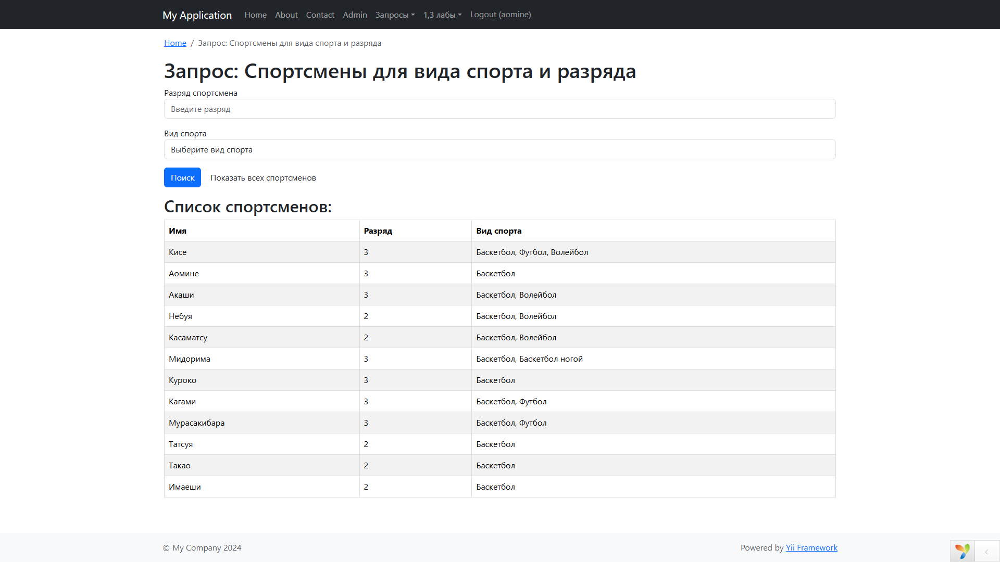 My Application Home About Contact Admin Запросы 1,3 лабы Logout (aomine)
Home / Запрос: Спортсмены для вида спорта и разряда
Запрос: Спортсмены для вида спорта и разряда
Разряд спортсмена
Введите разряд
Вид спорта
Выберите вид спорта
Поиск Показать всех спортсменов
Список спортсменов:
Имя Разряд Вид спорта
Кисе 3 Баскетбол, Футбол, Волейбол
Аомине 3 Баскетбол
Акаши 3 Баскетбол, Волейбол
Небуя 2 Баскетбол, Волейбол
Касаматсу 2 Баскетбол, Волейбол
Мидорима 3 Баскетбол, Баскетбол ногой
Куроко 3 Баскетбол
Кагами 3 Баскетбол, Футбол
Мурасакибара 3 Баскетбол, Футбол
Татсуя 2 Баскетбол
Такао 2 Баскетбол
Имаеши 2 Баскетбол
© My Company 2024 Powered by Yii Framework